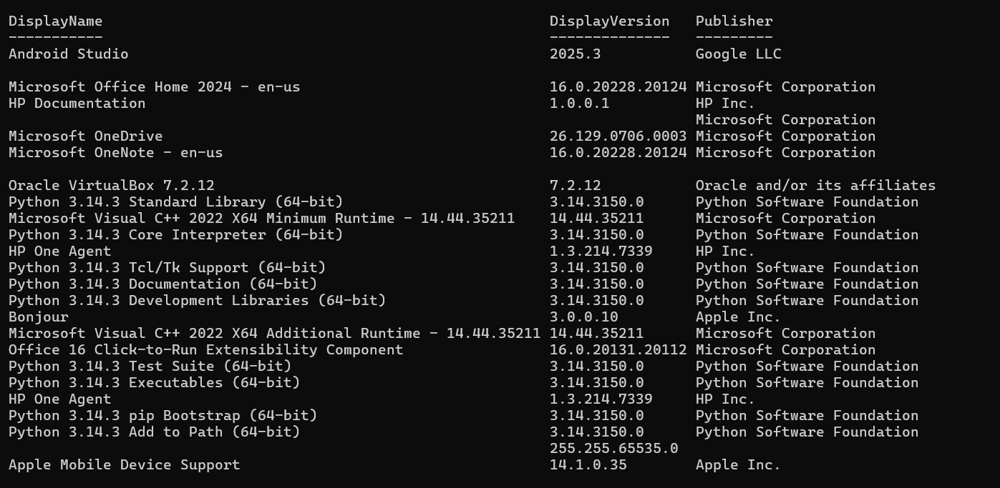 DisplayName DisplayVersion Publisher
----------- -------------- ---------
Android Studio 2025.3 Google LLC
Microsoft Office Home 2024 - en-us 16.0.20228.20124 Microsoft Corporation
HP Documentation 1.0.0.1 HP Inc.
Microsoft Corporation
Microsoft OneDrive 26.129.0706.0003 Microsoft Corporation
Microsoft OneNote - en-us 16.0.20228.20124 Microsoft Corporation
Oracle VirtualBox 7.2.12 7.2.12 Oracle and/or its affiliates
Python 3.14.3 Standard Library (64-bit) 3.14.3150.0 Python Software Foundation
Microsoft Visual C++ 2022 X64 Minimum Runtime - 14.44.35211 14.44.35211 Microsoft Corporation
Python 3.14.3 Core Interpreter (64-bit) 3.14.3150.0 Python Software Foundation
HP One Agent 1.3.214.7339 HP Inc.
Python 3.14.3 Tcl/Tk Support (64-bit) 3.14.3150.0 Python Software Foundation
Python 3.14.3 Documentation (64-bit) 3.14.3150.0 Python Software Foundation
Python 3.14.3 Development Libraries (64-bit) 3.14.3150.0 Python Software Foundation
Bonjour 3.0.0.10 Apple Inc.
Microsoft Visual C++ 2022 X64 Additional Runtime - 14.44.35211 14.44.35211 Microsoft Corporation
Office 16 Click-to-Run Extensibility Component 16.0.20131.20112 Microsoft Corporation
Python 3.14.3 Test Suite (64-bit) 3.14.3150.0 Python Software Foundation
Python 3.14.3 Executables (64-bit) 3.14.3150.0 Python Software Foundation
HP One Agent 1.3.214.7339 HP Inc.
Python 3.14.3 pip Bootstrap (64-bit) 3.14.3150.0 Python Software Foundation
Python 3.14.3 Add to Path (64-bit) 3.14.3150.0 Python Software Foundation
255.255.65535.0
Apple Mobile Device Support 14.1.0.35 Apple Inc.